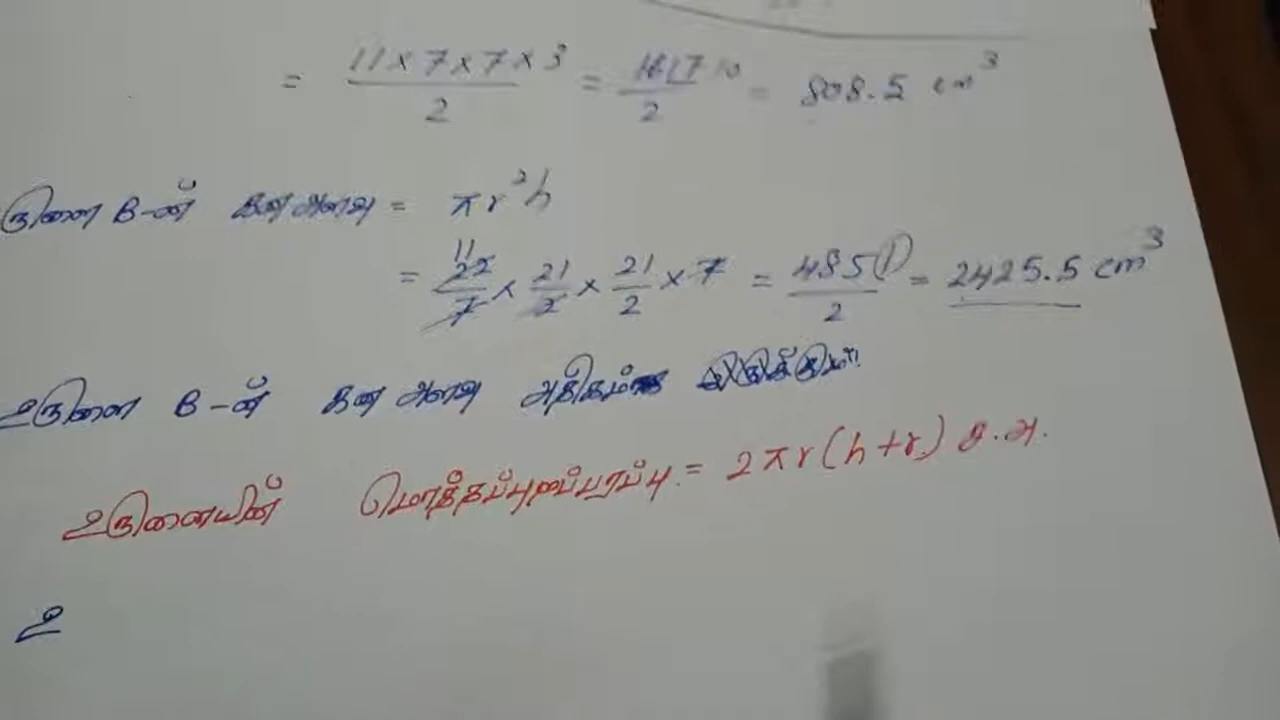 = 11 × 7 × 7 × 3 / 2 = 1617 / 2 = 808.5 cm³
உருளை B-ன் கன அளவு = πr²h
= 22/7 × 21/2 × 21/2 × 7 = 4851/2 = 2425.5 cm³
உருளை B-ன் கன அளவு அதிகம்
உருளையின் மொத்தப்புறப்பரப்பு = 2πr(h+r) ச.அ.
உ